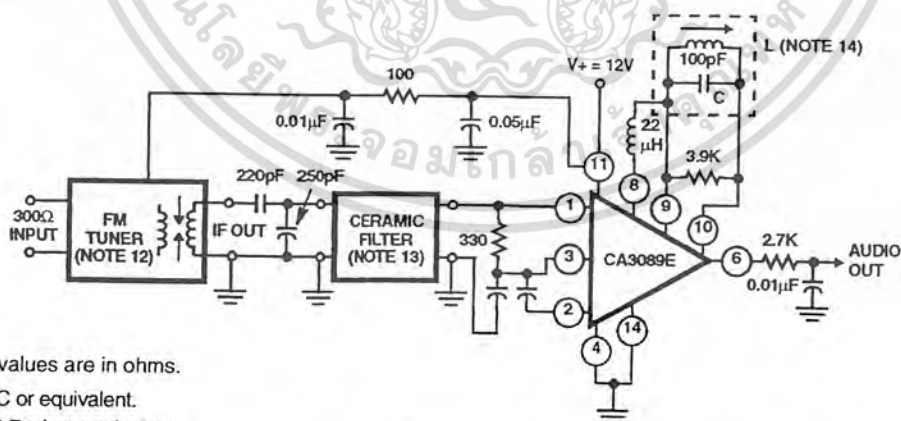 L (NOTE 14)
100pF
C
V+ = 12V
100
0.01µF
0.05µF
22
µH
3.9K
11
8
9
10
220pF
250pF
300Ω
INPUT
FM
TUNER
(NOTE 12)
IF OUT
CERAMIC
FILTER
(NOTE 13)
330
1
3
2
CA3089E
6
2.7K
AUDIO
OUT
0.01µF
4
14
values are in ohms.
C or equivalent.